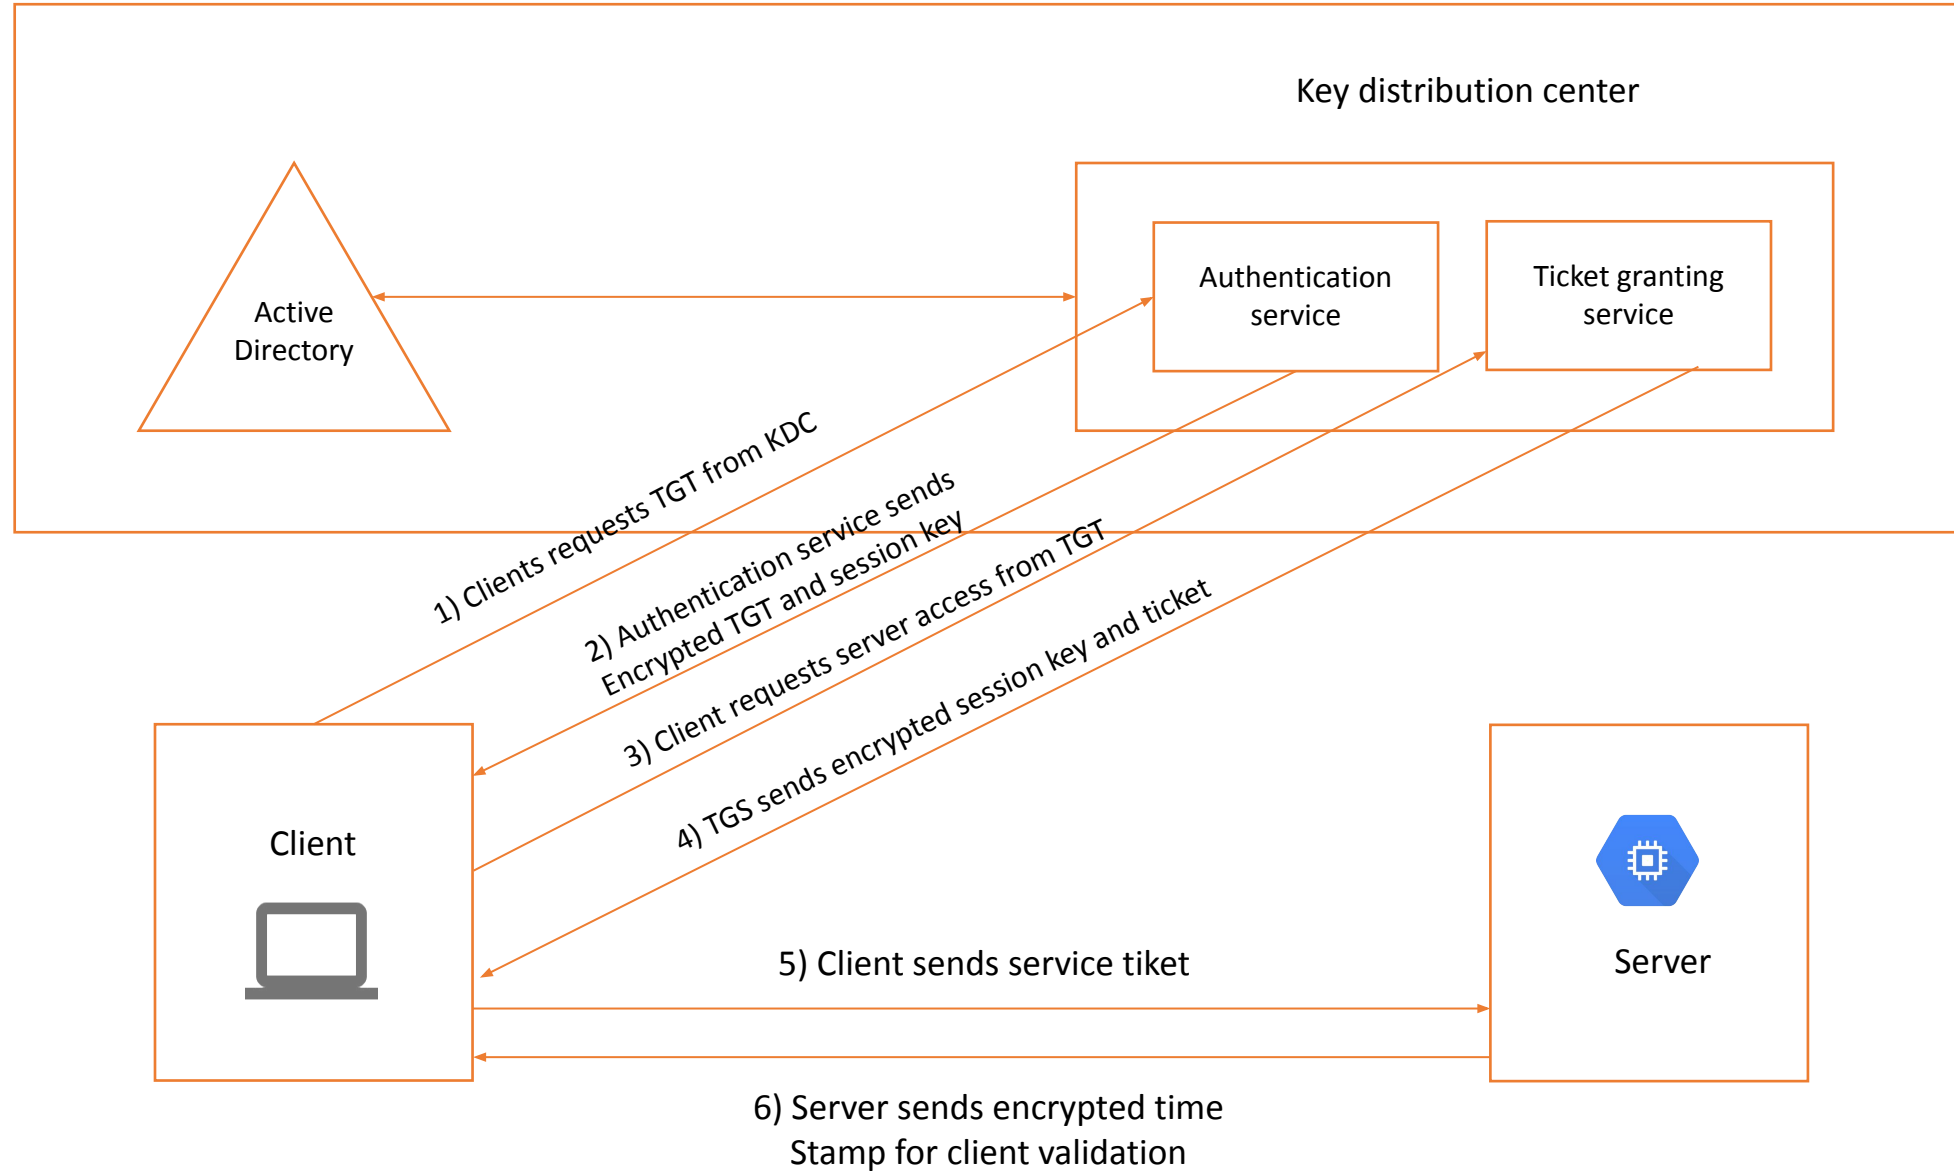 Key distribution center
Active
Directory
Authentication
service
Ticket granting
service
1) Clients requests TGT from KDC
2) Authentication service sends
Encrypted TGT and session key
3) Client requests server access from TGT
4) TGS sends encrypted session key and ticket
Client
5) Client sends service tiket
Server
6) Server sends encrypted time
Stamp for client validation